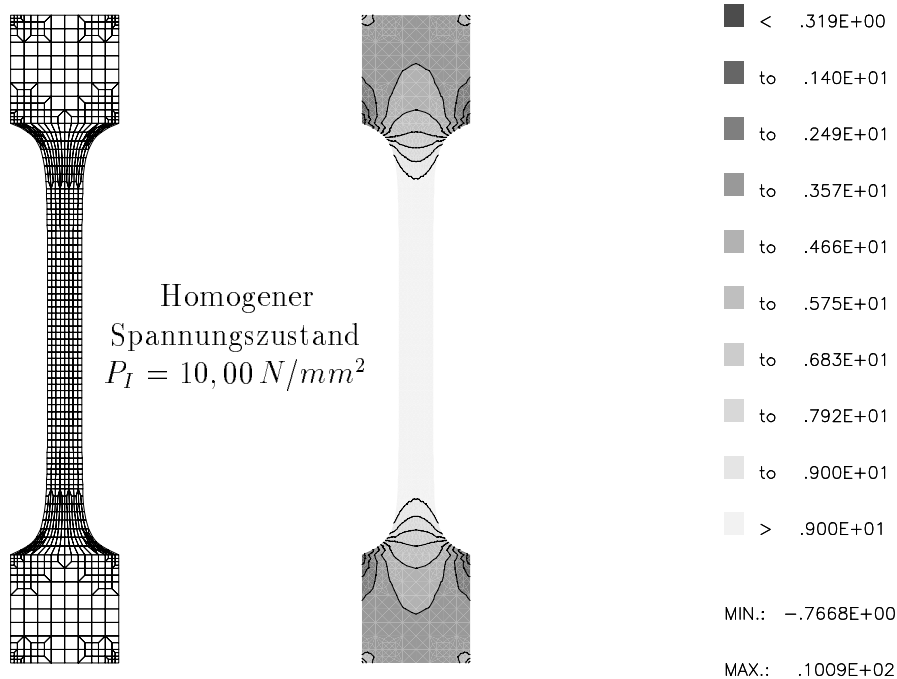 Homogener
Spannungszustand
P_I = 10,00 N/mm²
< .319E+00
to .140E+01
to .249E+01
to .357E+01
to .466E+01
to .575E+01
to .683E+01
to .792E+01
to .900E+01
> .900E+01
MIN.: −.7668E+00
MAX.: .1009E+02